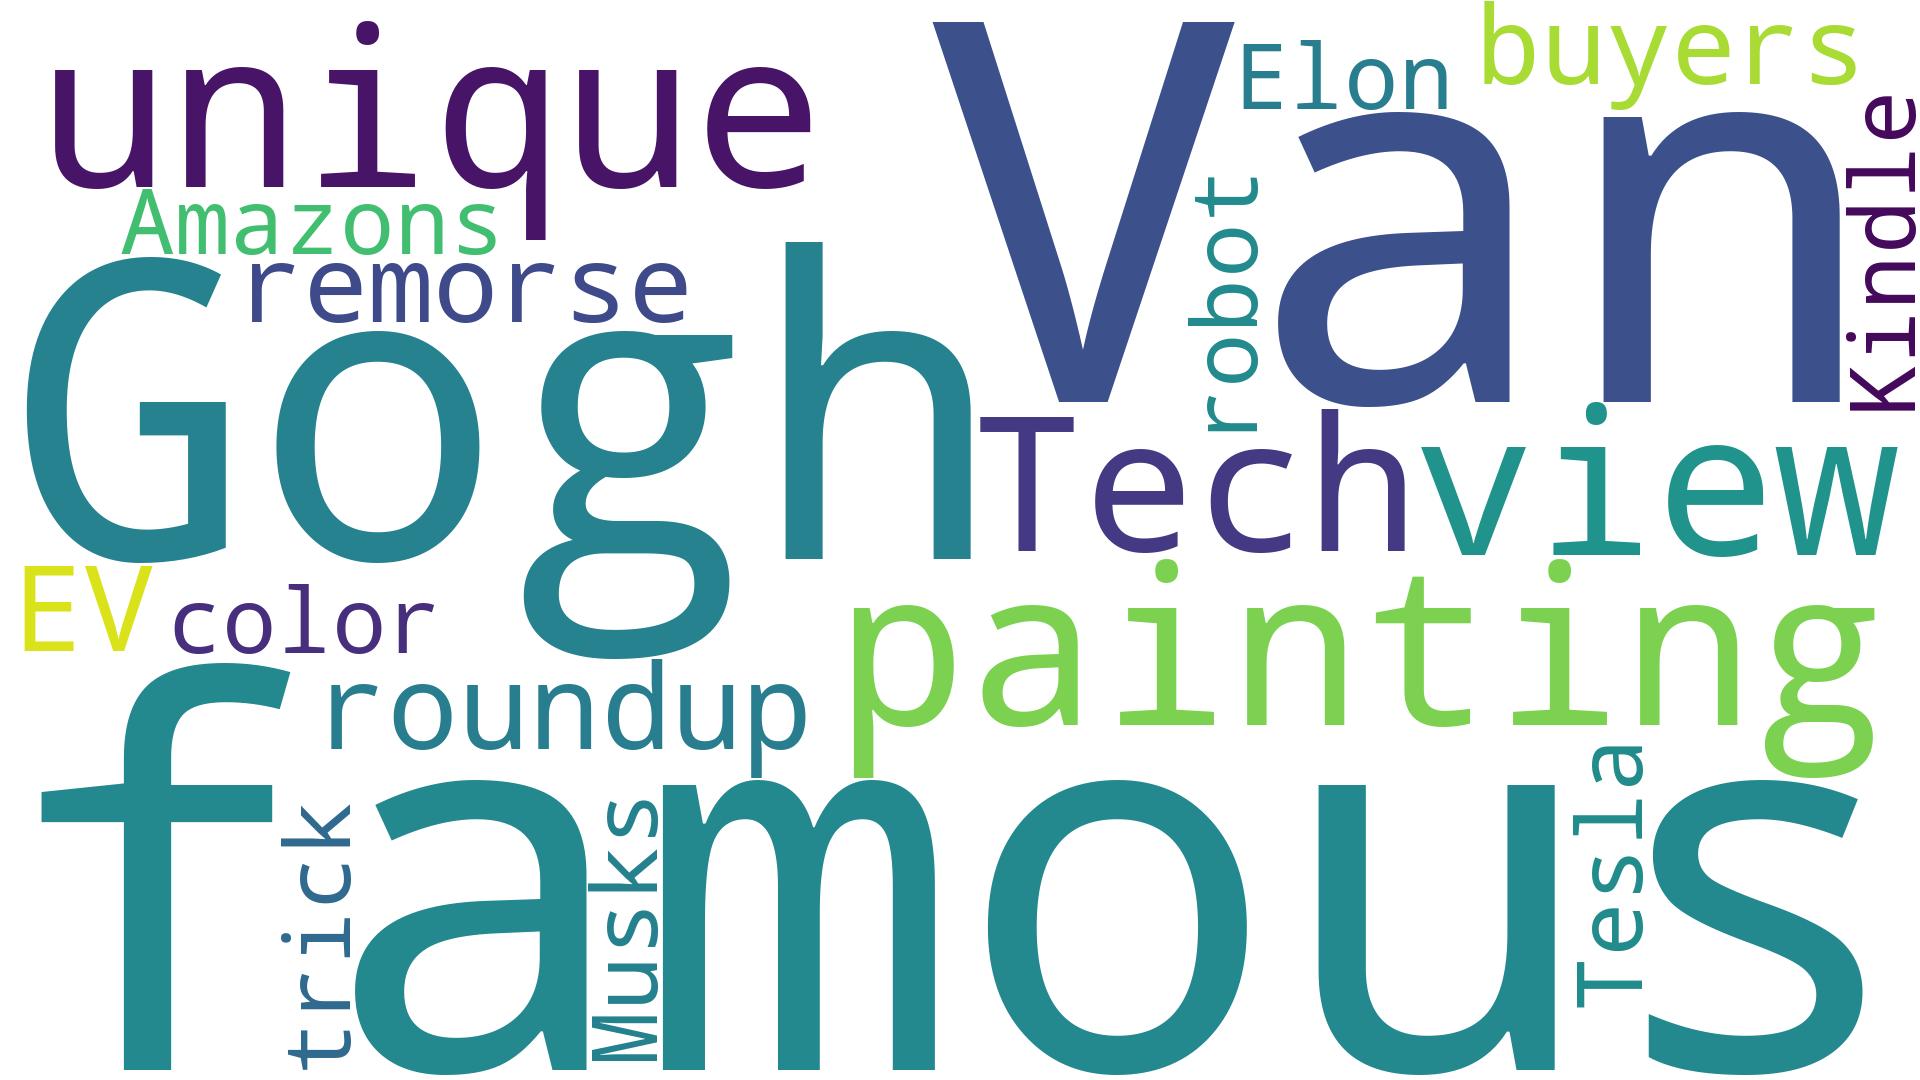 unique
Van
Elon
buyers
Kindle
Amazons
remorse
robot
Gogh
Tech
view
EV
color
painting
roundup
famous
trick
Musks
Tesla